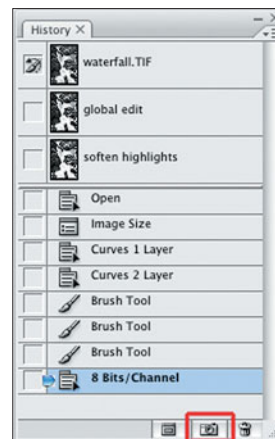 History ×
waterfall.TIF
global edit
soften highlights
Open
Image Size
Curves 1 Layer
Curves 2 Layer
Brush Tool
Brush Tool
Brush Tool
8 Bits/Channel